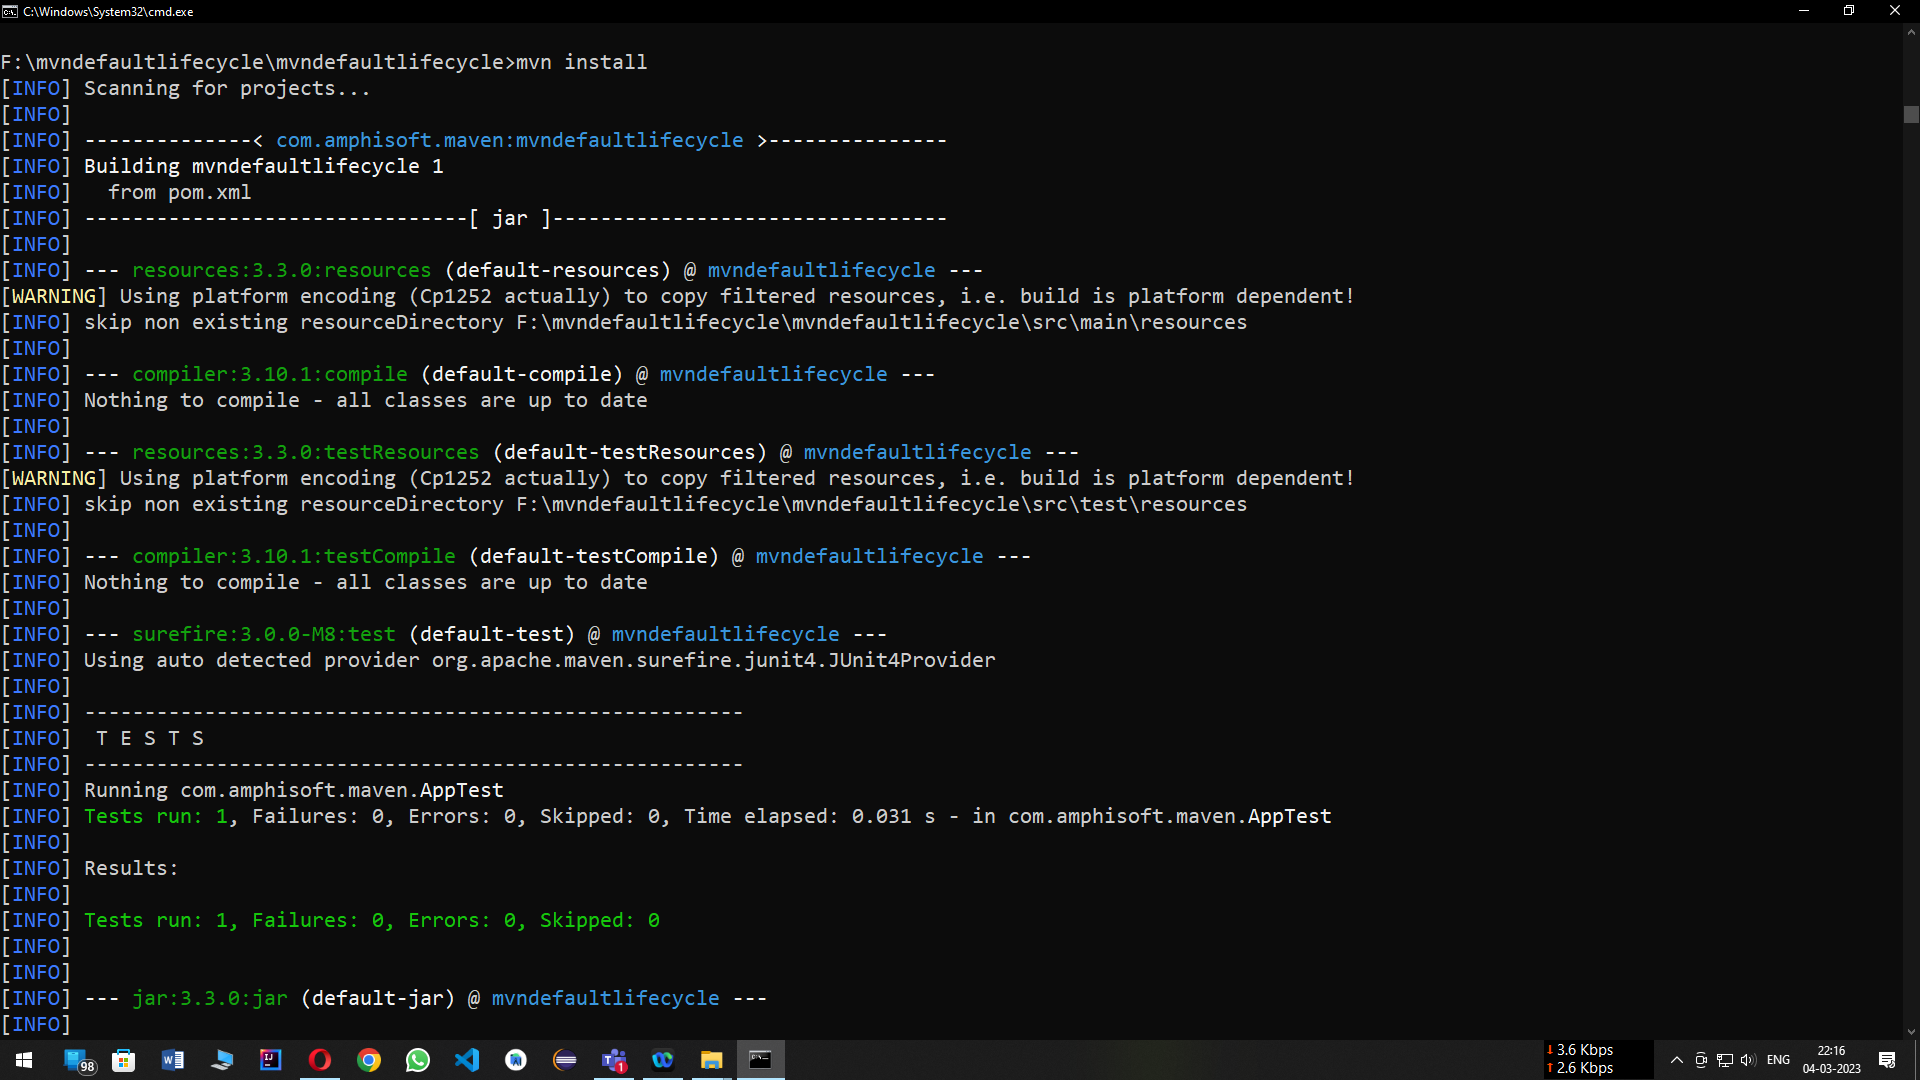 C:\Windows\System32\cmd.exe
F:\mvndefaultlifecycle\mvndefaultlifecycle>mvn install
[INFO] Scanning for projects...
[INFO]
[INFO] --------------< com.amphisoft.maven:mvndefaultlifecycle >---------------
[INFO] Building mvndefaultlifecycle 1
[INFO]   from pom.xml
[INFO] --------------------------------[ jar ]---------------------------------
[INFO]
[INFO] --- resources:3.3.0:resources (default-resources) @ mvndefaultlifecycle ---
[WARNING] Using platform encoding (Cp1252 actually) to copy filtered resources, i.e. build is platform dependent!
[INFO] skip non existing resourceDirectory F:\mvndefaultlifecycle\mvndefaultlifecycle\src\main\resources
[INFO]
[INFO] --- compiler:3.10.1:compile (default-compile) @ mvndefaultlifecycle ---
[INFO] Nothing to compile - all classes are up to date
[INFO]
[INFO] --- resources:3.3.0:testResources (default-testResources) @ mvndefaultlifecycle ---
[WARNING] Using platform encoding (Cp1252 actually) to copy filtered resources, i.e. build is platform dependent!
[INFO] skip non existing resourceDirectory F:\mvndefaultlifecycle\mvndefaultlifecycle\src\test\resources
[INFO]
[INFO] --- compiler:3.10.1:testCompile (default-testCompile) @ mvndefaultlifecycle ---
[INFO] Nothing to compile - all classes are up to date
[INFO]
[INFO] --- surefire:3.0.0-M8:test (default-test) @ mvndefaultlifecycle ---
[INFO] Using auto detected provider org.apache.maven.surefire.junit4.JUnit4Provider
[INFO]
[INFO] -------------------------------------------------------
[INFO]  T E S T S
[INFO] -------------------------------------------------------
[INFO] Running com.amphisoft.maven.AppTest
[INFO] Tests run: 1, Failures: 0, Errors: 0, Skipped: 0, Time elapsed: 0.031 s - in com.amphisoft.maven.AppTest
[INFO]
[INFO] Results:
[INFO]
[INFO] Tests run: 1, Failures: 0, Errors: 0, Skipped: 0
[INFO]
[INFO]
[INFO] --- jar:3.3.0:jar (default-jar) @ mvndefaultlifecycle ---
[INFO]
98
1
3.6 Kbps
2.6 Kbps
ENG
22:16
04-03-2023